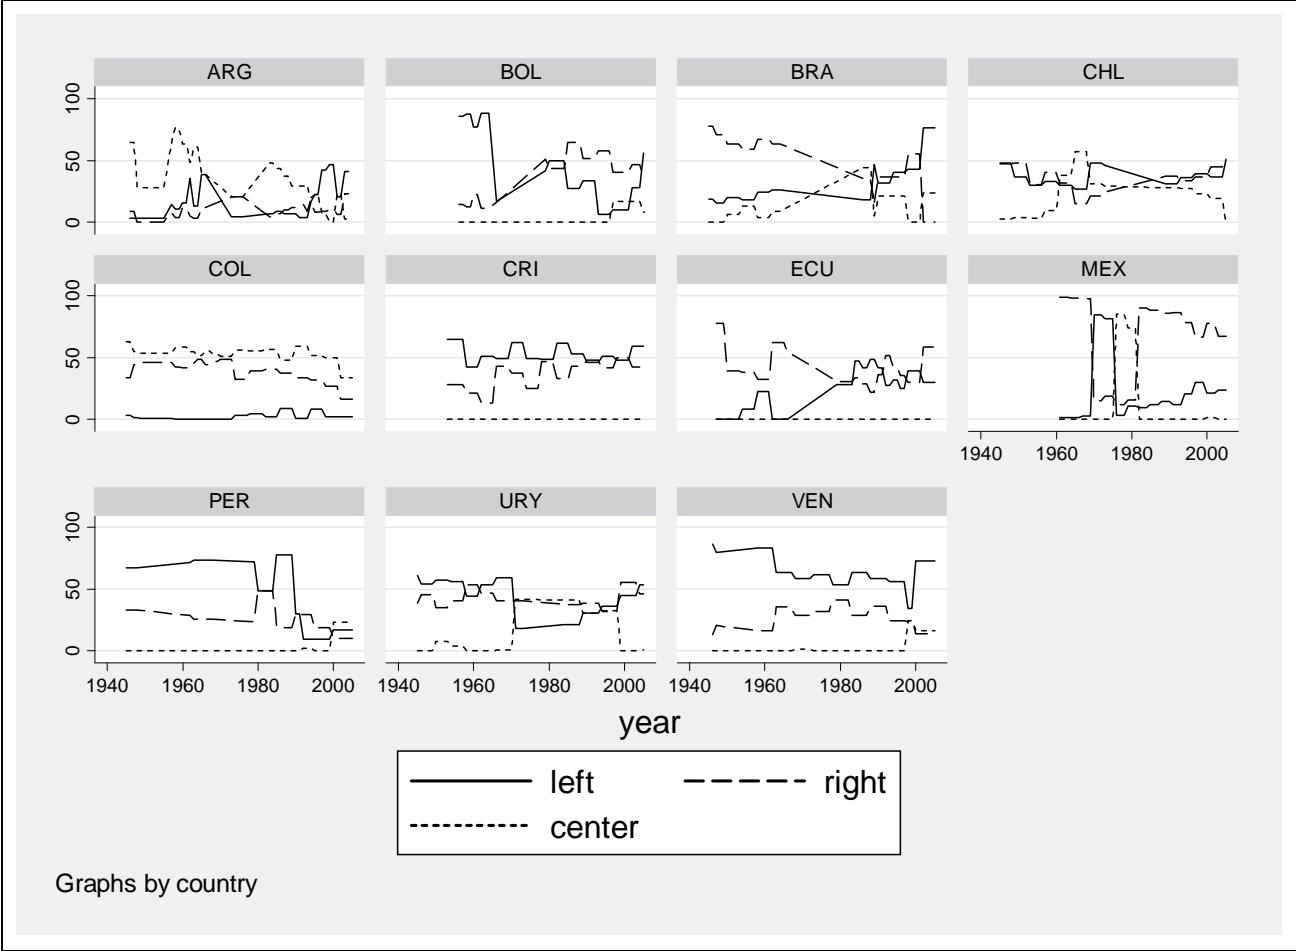 ARG BOL BRA CHL
100
50
0
COL CRI ECU MEX
100
50
0
1940 1960 1980 2000
PER URY VEN
100
50
0
1940 1960 1980 2000 1940 1960 1980 2000 1940 1960 1980 2000
year
left right
center
Graphs by country